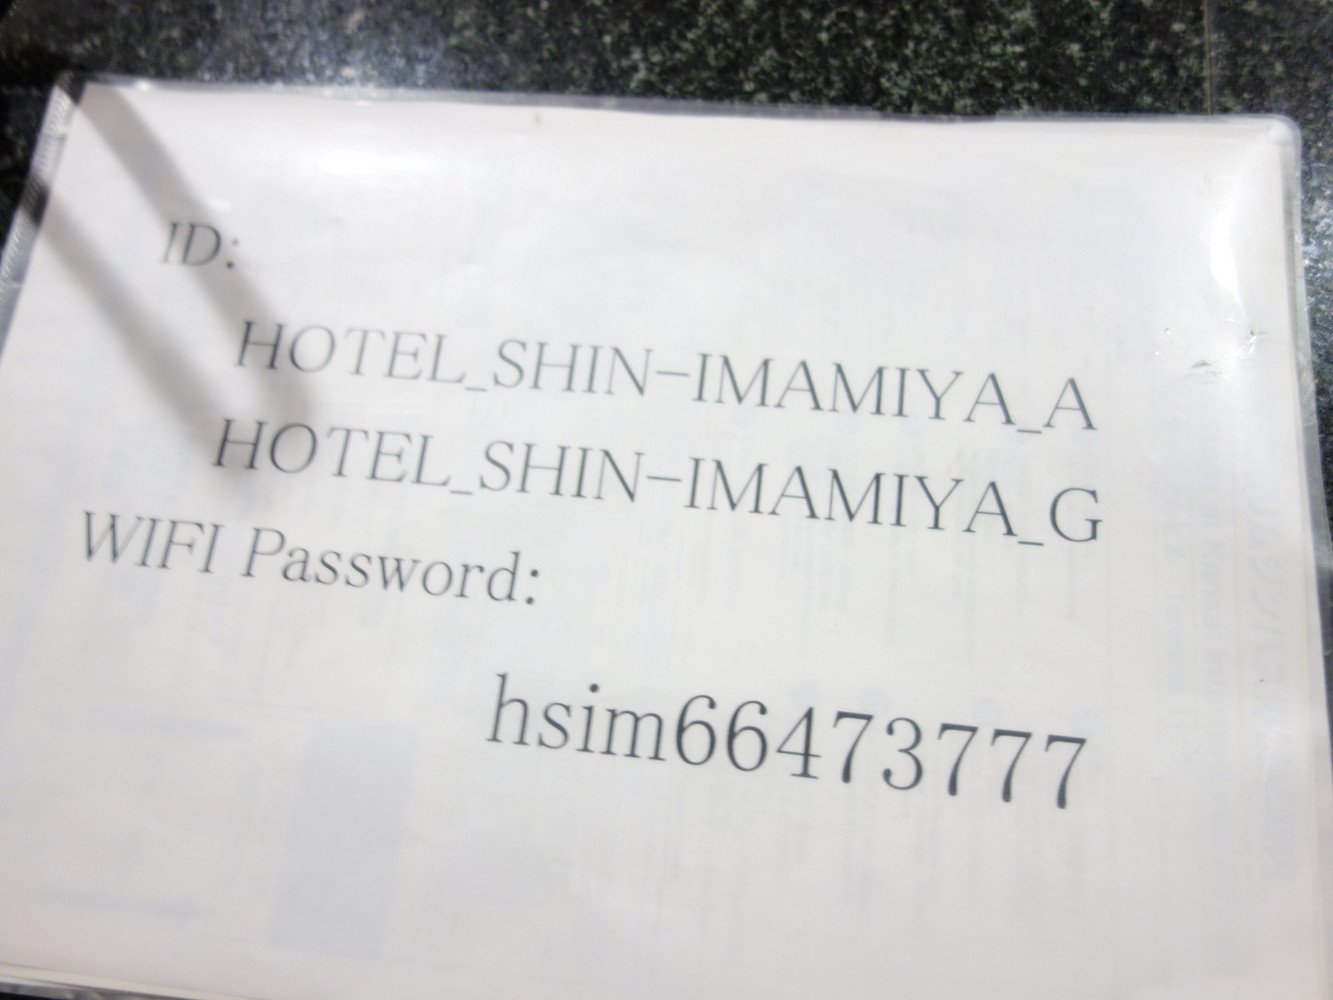 ID:
HOTEL_SHIN-IMAMIYA_A
HOTEL_SHIN-IMAMIYA_G
WIFI Password:
hsim66473777